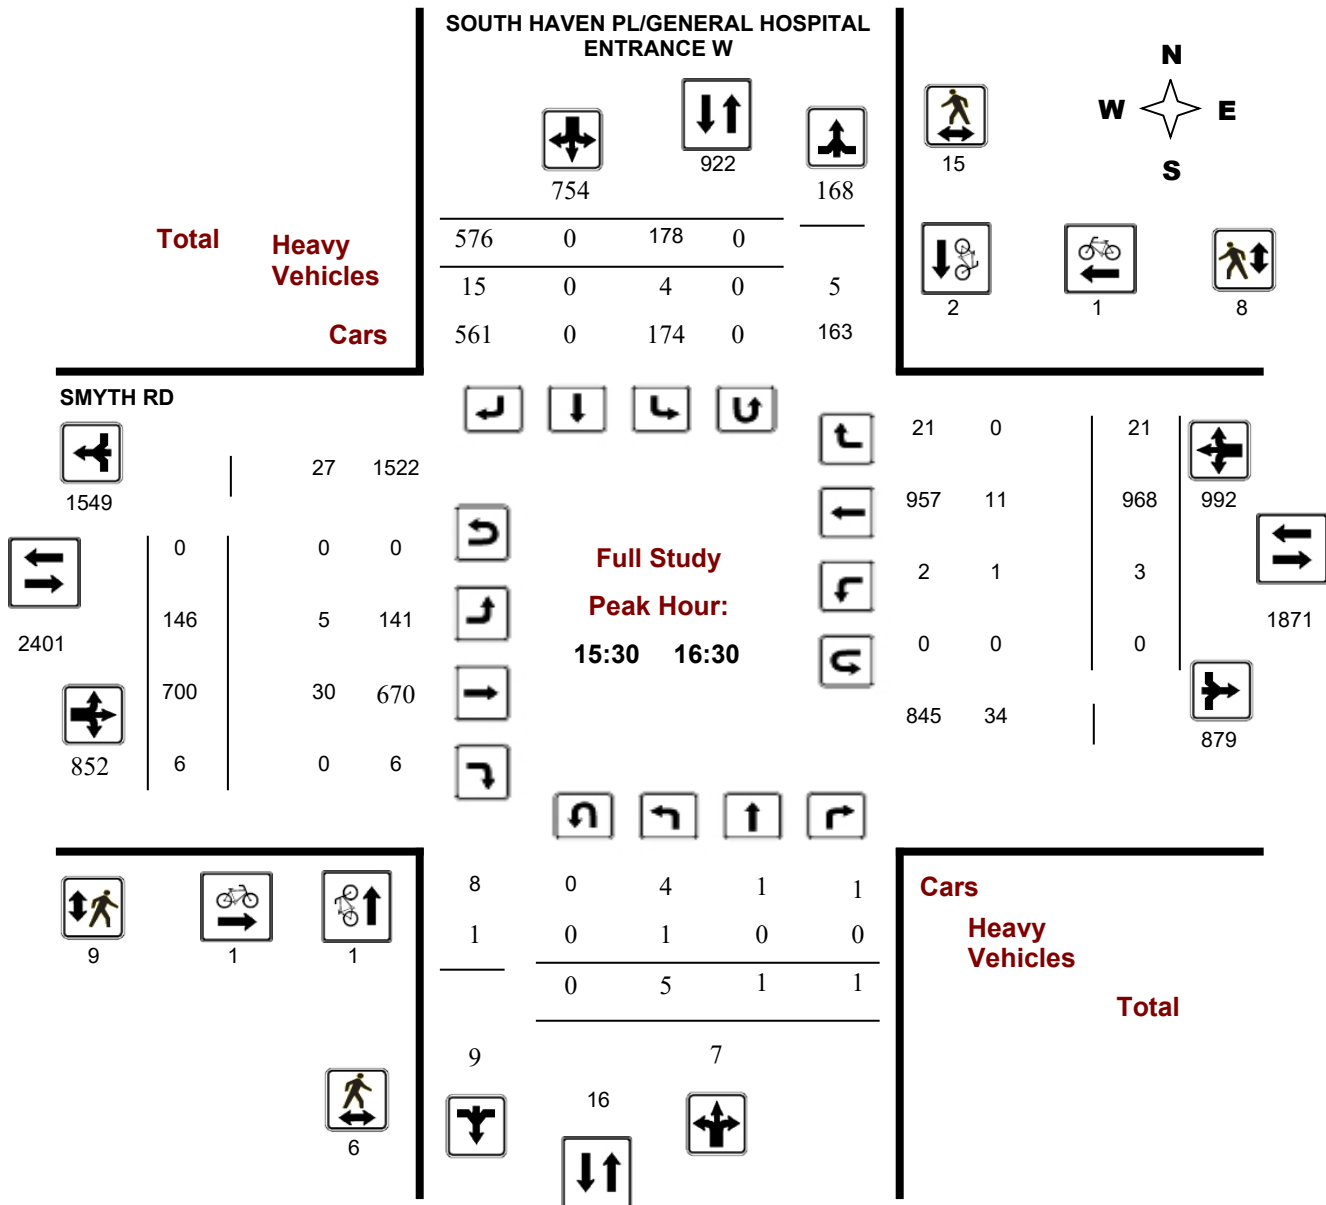 SOUTH HAVEN PL/GENERAL HOSPITAL
ENTRANCE W
N
W E
S
922
15
754
168
Total
Heavy
Vehicles
Cars
576 0 178 0
15 0 4 0 5
561 0 174 0 163
2 1 8
SMYTH RD
1549
27 1522
0 0 0
146 5 141
2401
700 30 670
852
6 0 6
Full Study
Peak Hour:
15:30 16:30
21 0 21
957 11 968 992
2 1 3
1871
0 0 0
845 34
879
9 1 1
8 0 4 1 1
1 0 1 0 0
0 5 1 1
9 7
16
6
Cars
Heavy
Vehicles
Total